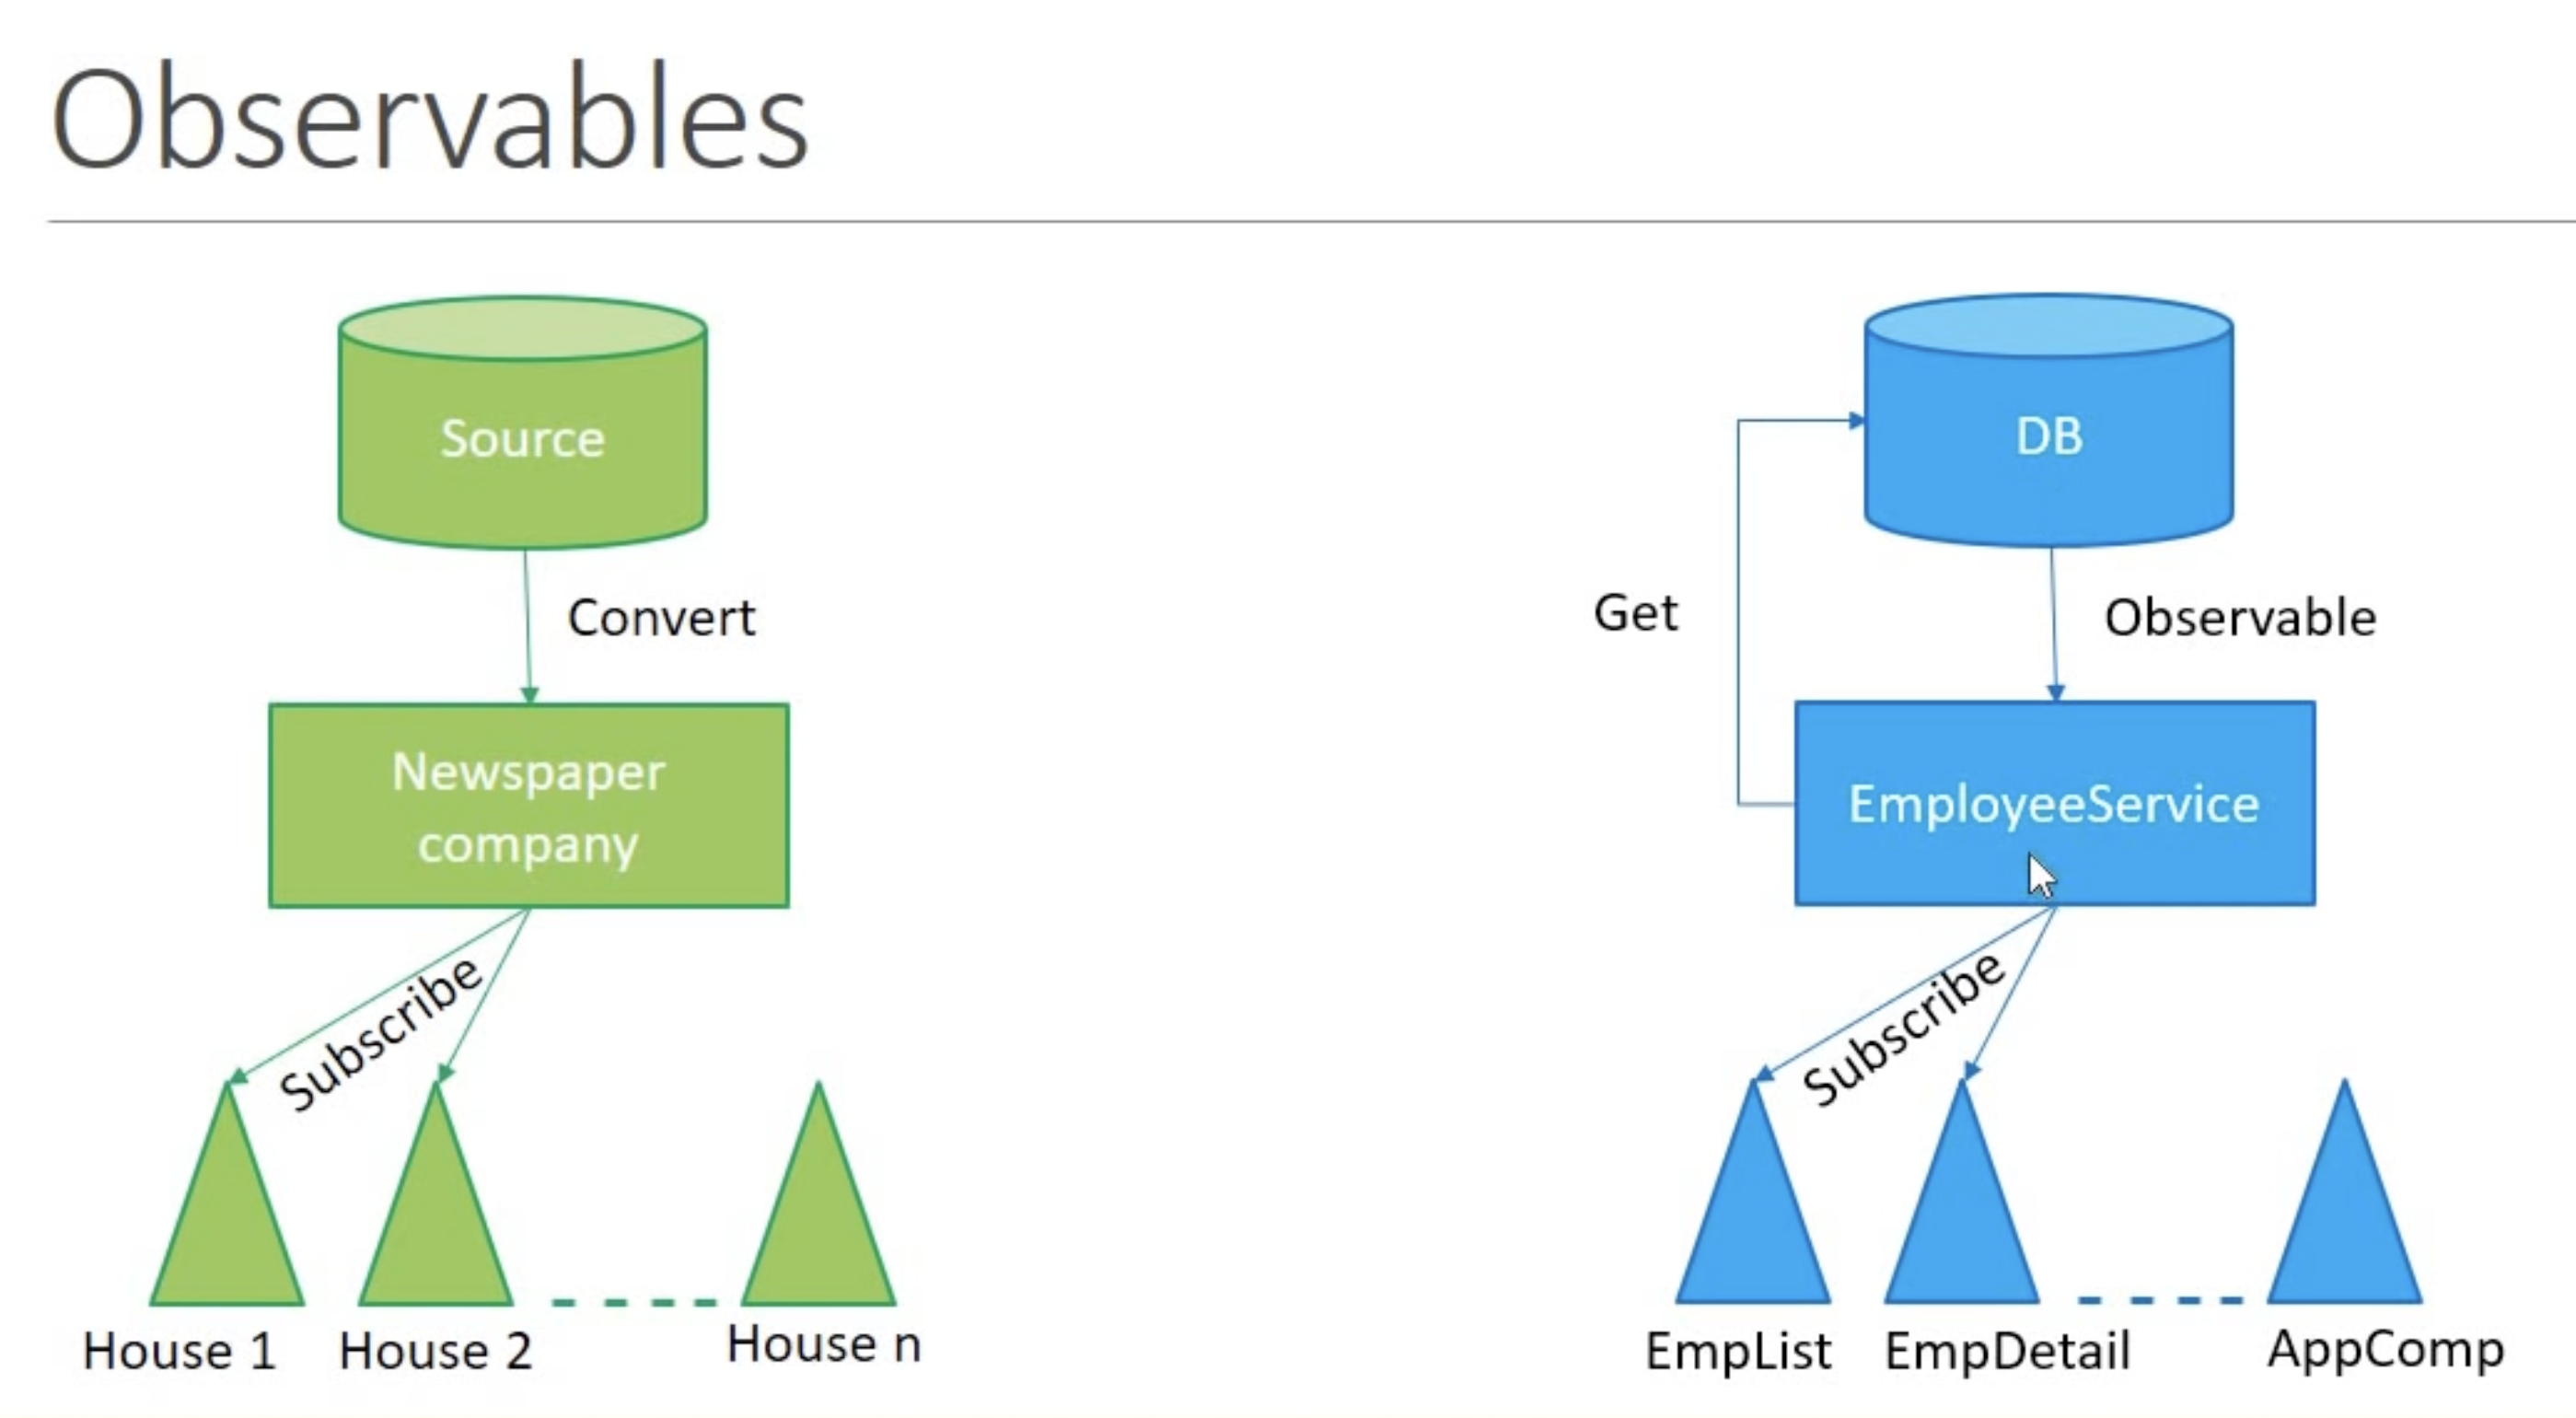 Observables
Source
Convert
Newspaper
company
Subscribe
House 1
House 2
House n
DB
Get
Observable
EmployeeService
Subscribe
EmpList
EmpDetail
AppComp